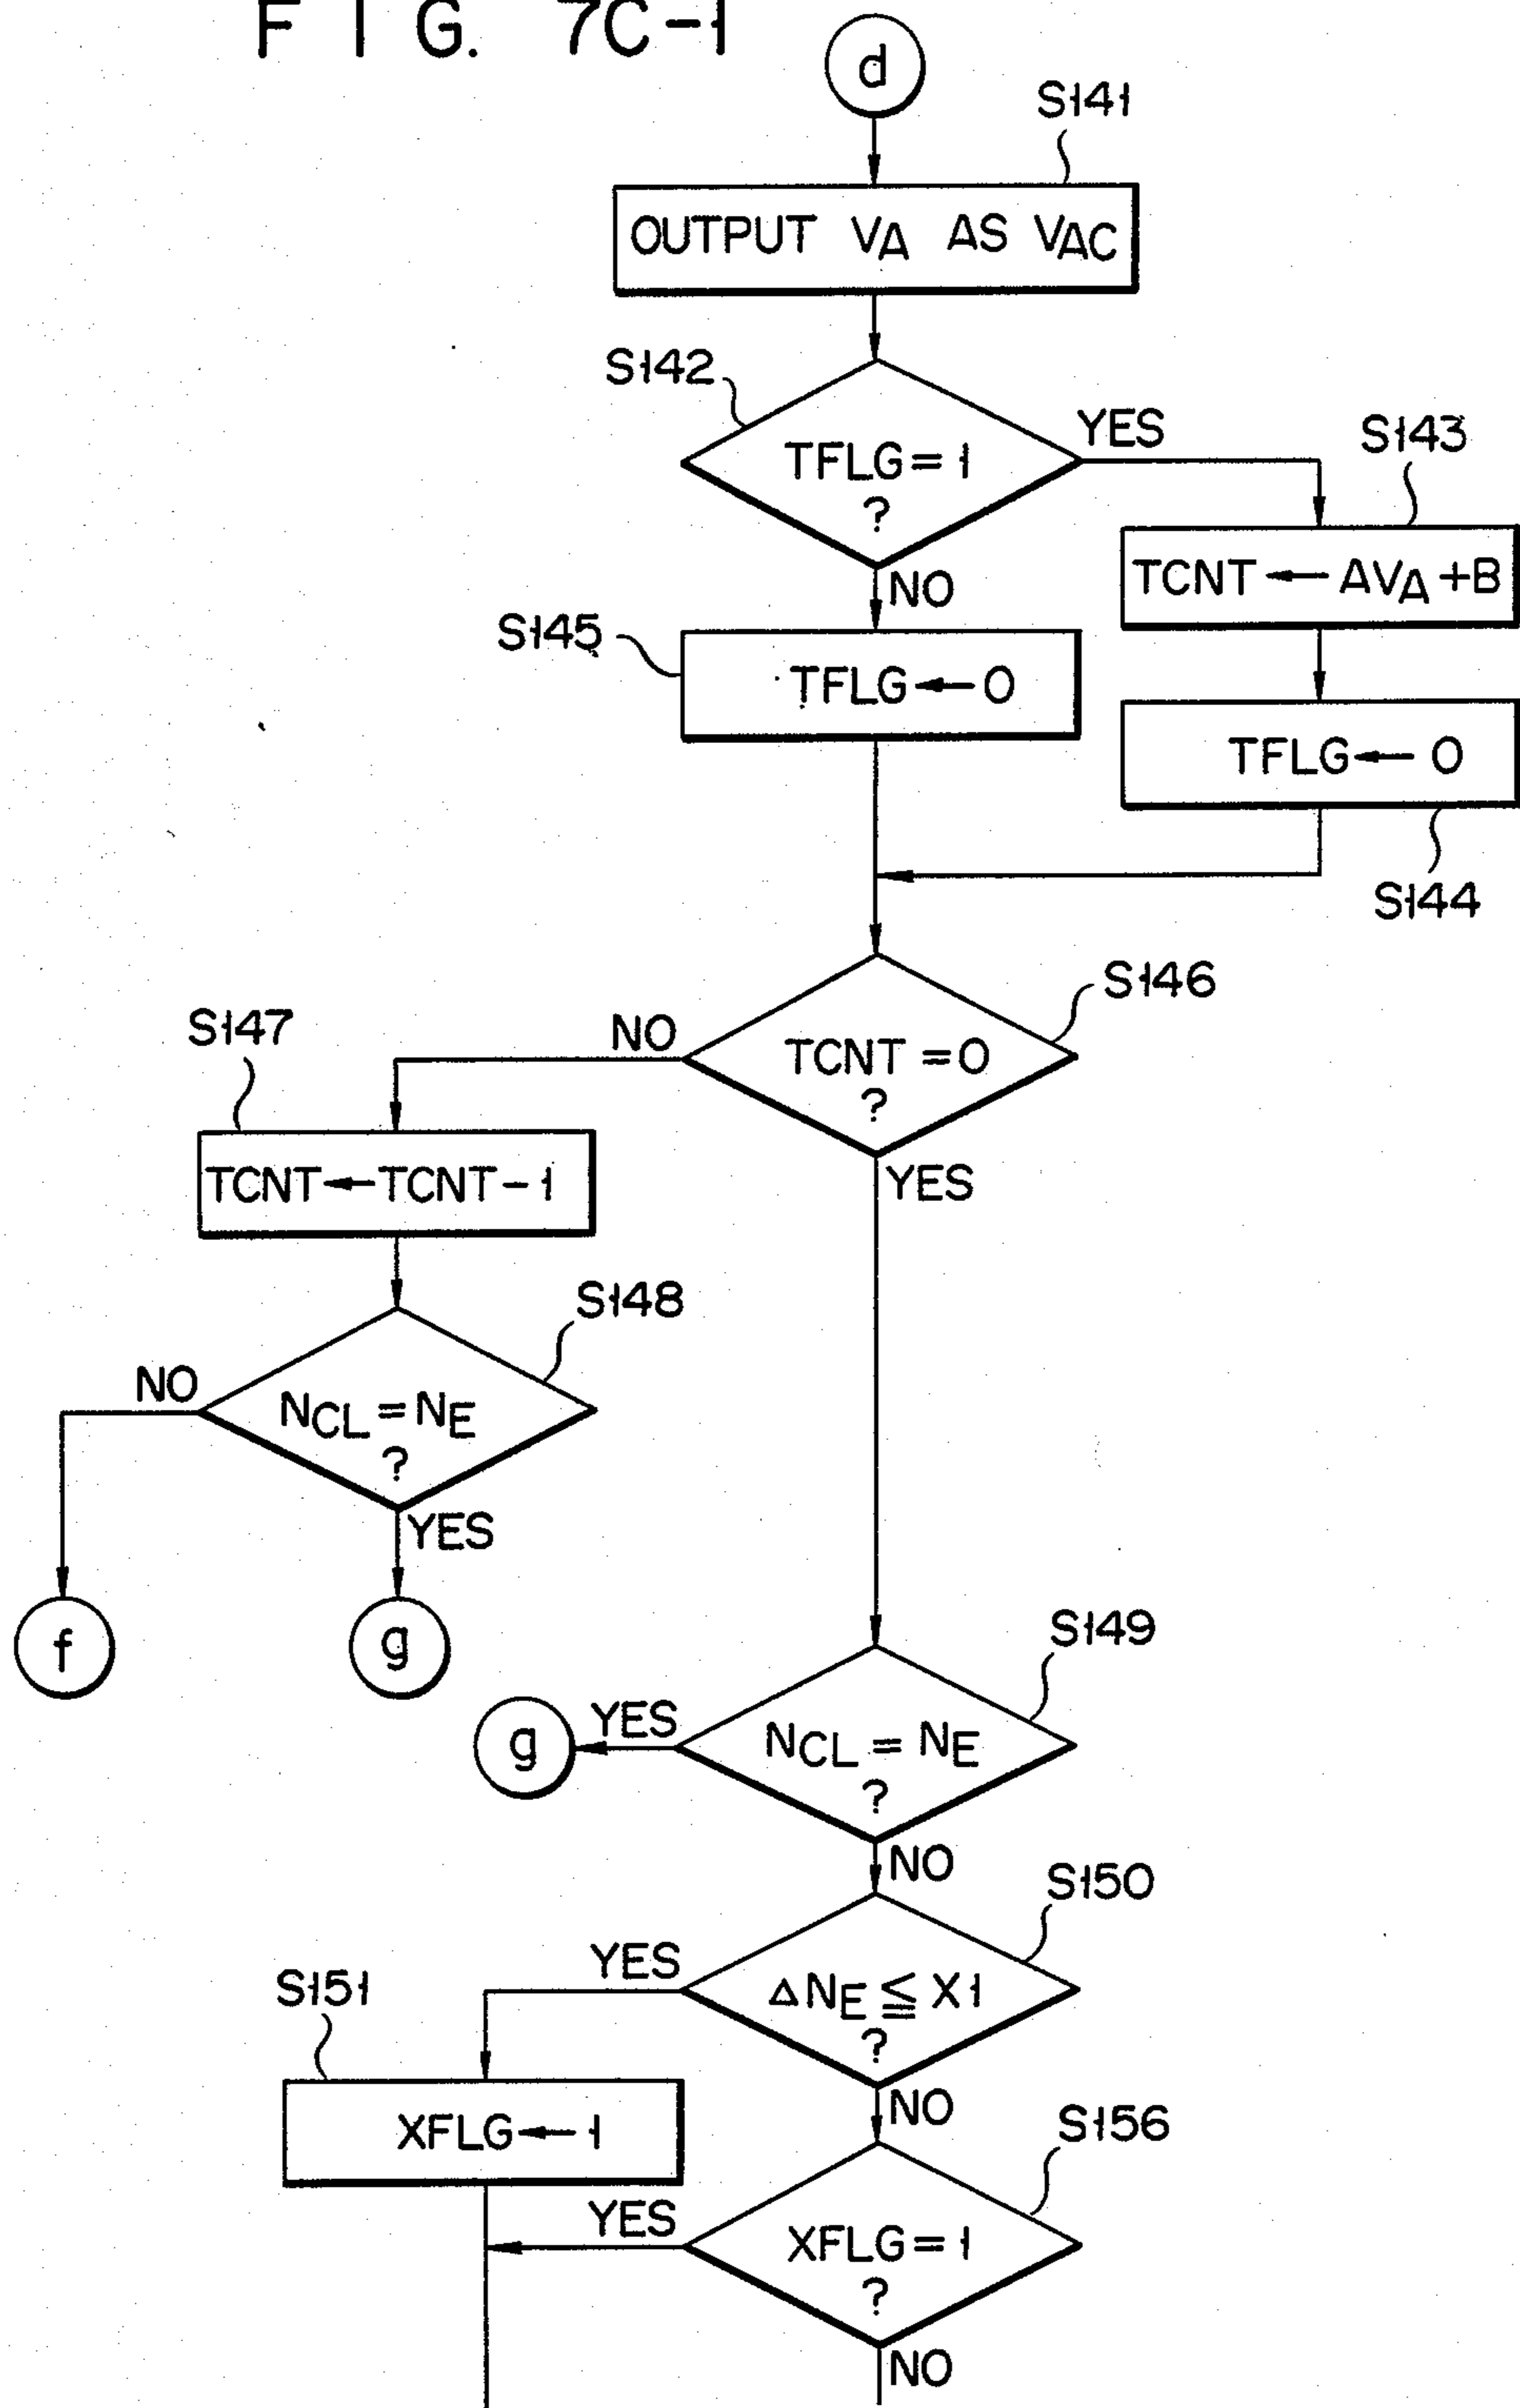 FIG. 7C-1
d
S141
OUTPUT VA AS VAC
S142
TFLG=1
?
YES
S143
TCNT ← AVA+B
NO
S145
TFLG ← 0
TFLG ← 0
S144
S146
TCNT=0
?
NO
S147
YES
TCNT ← TCNT-1
S148
NCL=NE
?
NO
YES
f
g
S149
g
YES
NCL=NE
?
NO
S150
YES
ΔNE ≦ X1
?
S151
NO
XFLG ← 1
S156
YES
XFLG=1
?
NO